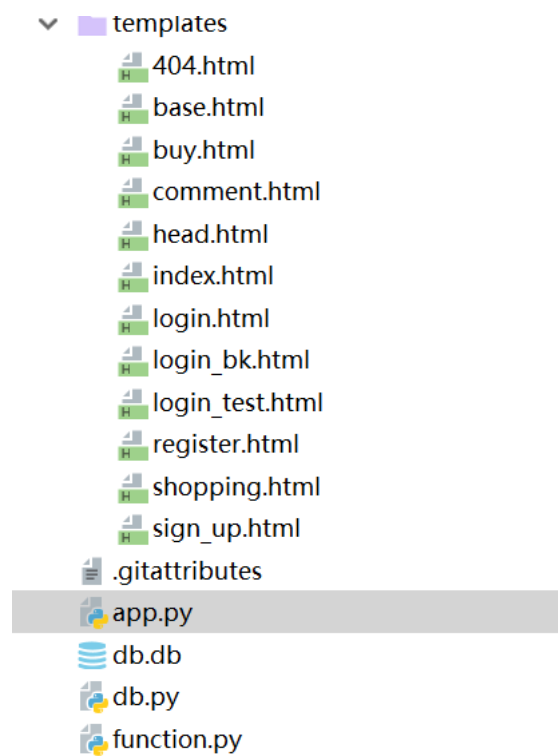 templates
404.html
base.html
buy.html
comment.html
head.html
index.html
login.html
login_bk.html
login_test.html
register.html
shopping.html
sign_up.html
.gitattributes
app.py
db.db
db.py
function.py